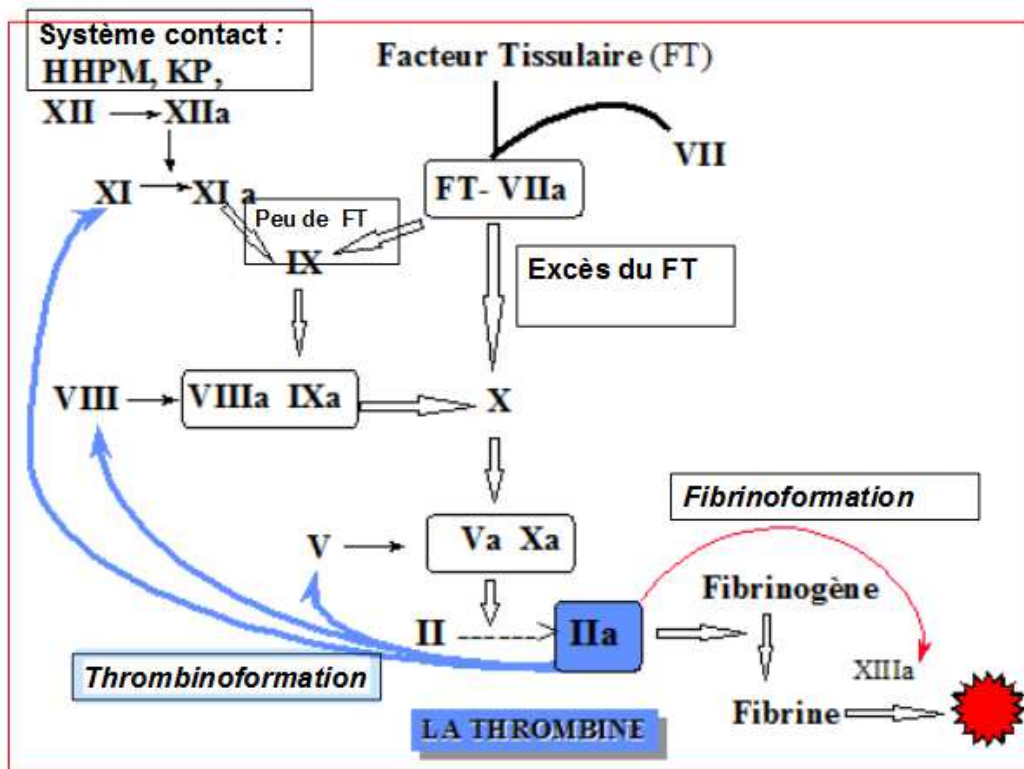 Système contact :
HHPM, KP,
XII XIIa
Facteur Tissulaire (FT)
VII
XI XI a
FT- VIIa
Peu de FT
IX
Excès du FT
VIII VIIIa IXa X
Fibrinoformation
V Va Xa
Fibrinogène
II IIa
XIIIa
Thrombinoformation
Fibrine
LA THROMBINE